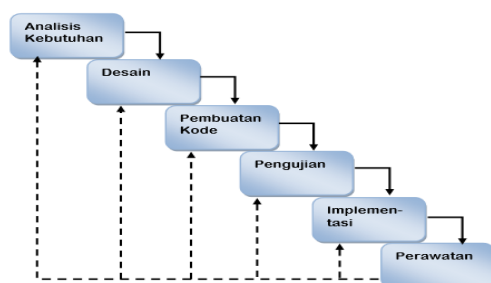 Analisis
Kebutuhan
Desain
Pembuatan
Kode
Pengujian
Implemen-
tasi
Perawatan